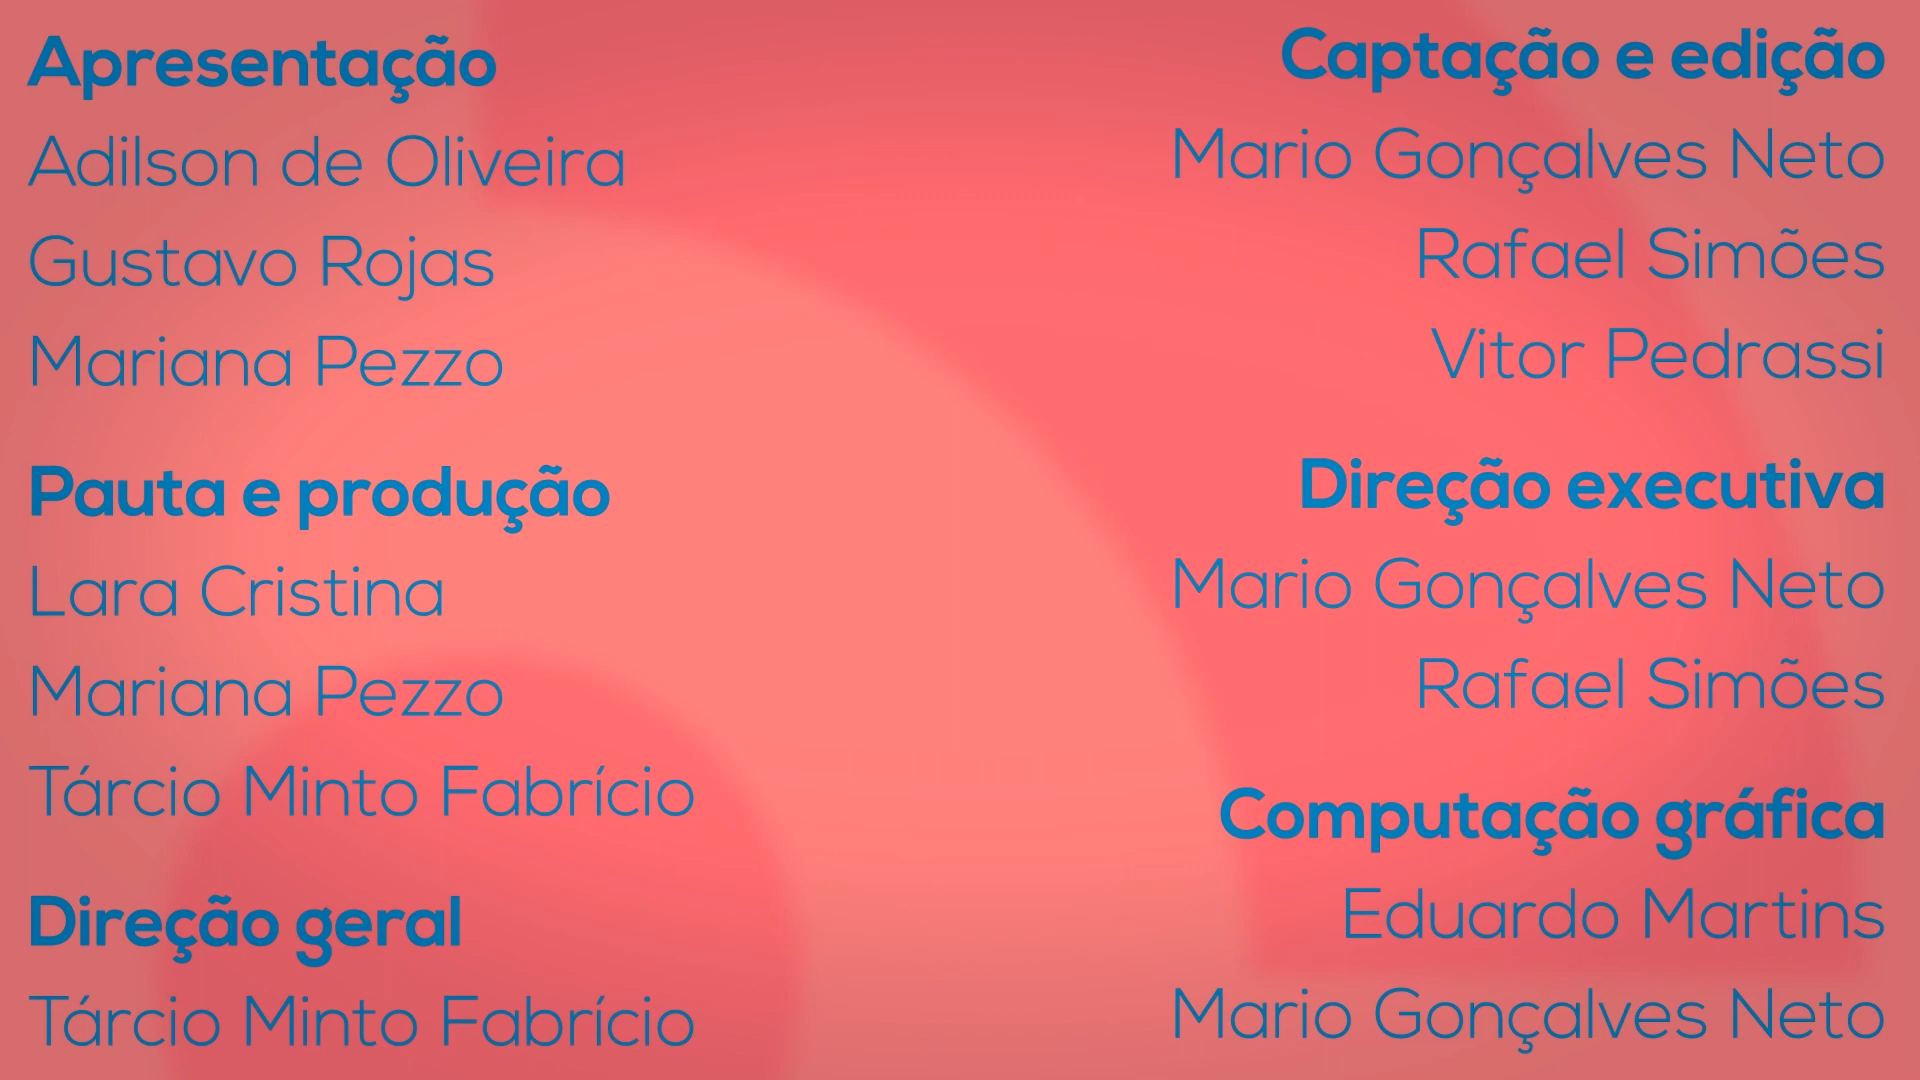 Apresentação
Adilson de Oliveira
Gustavo Rojas
Mariana Pezzo
Pauta e produção
Lara Cristina
Mariana Pezzo
Tárcio Minto Fabrício
Direção geral
Tárcio Minto Fabrício
Captação e edição
Mario Gonçalves Neto
Rafael Simões
Vitor Pedrassi
Direção executiva
Mario Gonçalves Neto
Rafael Simões
Computação gráfica
Eduardo Martins
Mario Gonçalves Neto